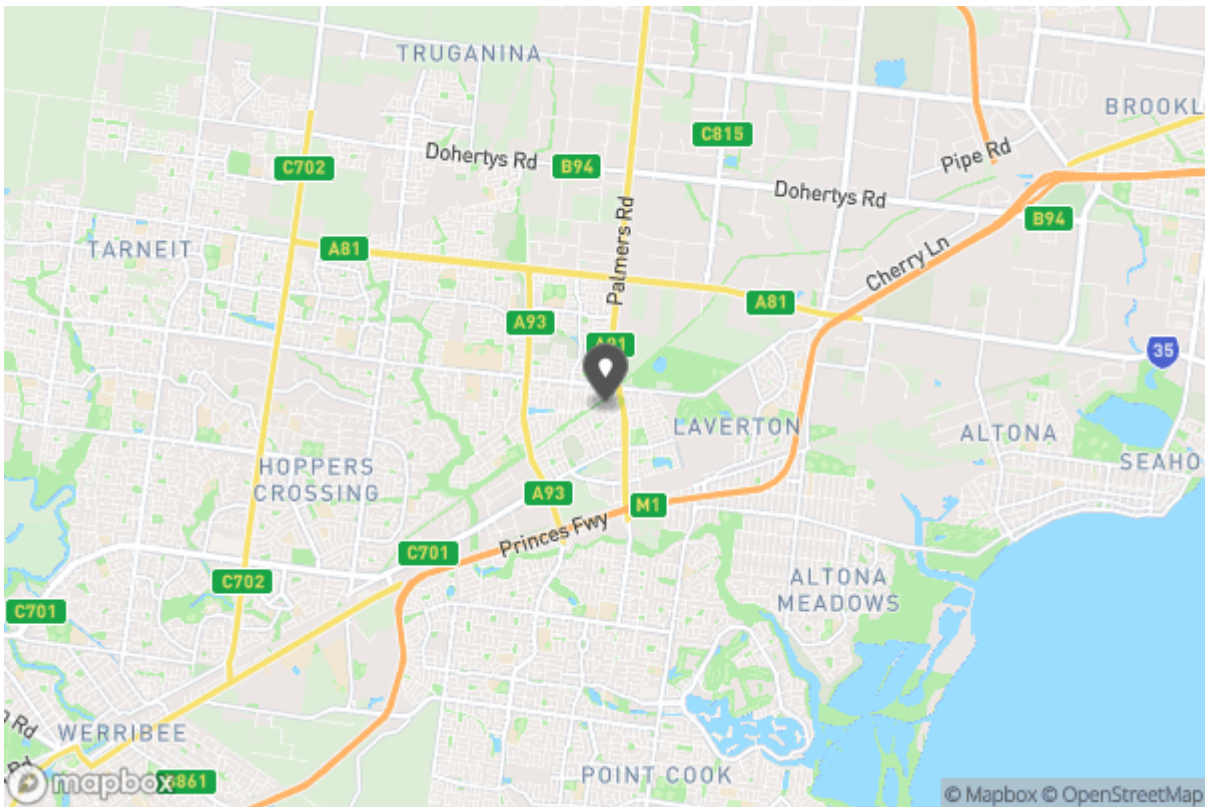 TRUGANINA
BROOKL
C815
Pipe Rd
Dohertys Rd
B94
C702
Dohertys Rd
B94
Palmers Rd
TARNEIT
A81
Cherry Ln
A81
A93
35
LAVERTON
ALTONA
SEAHO
HOPPERS
CROSSING
A93
M1
Princes Fwy
C701
C702
ALTONA
MEADOWS
C701
Rd
WERRIBEE
Rd
mapbox
POINT COOK
© Mapbox © OpenStreetMap